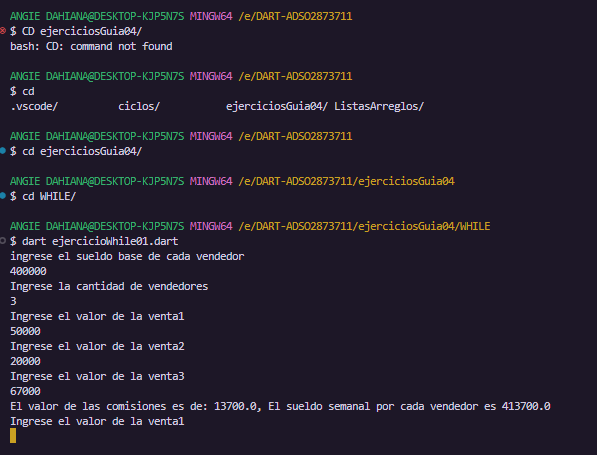 ANGIE DAHIANA@DESKTOP-KJP5N7S MINGW64 /e/DART-ADSO2873711
$ CD ejerciciosGuia04/
bash: CD: command not found
ANGIE DAHIANA@DESKTOP-KJP5N7S MINGW64 /e/DART-ADSO2873711
$ cd
.vscode/ ciclos/ ejerciciosGuia04/ ListasArreglos/
ANGIE DAHIANA@DESKTOP-KJP5N7S MINGW64 /e/DART-ADSO2873711
$ cd ejerciciosGuia04/
ANGIE DAHIANA@DESKTOP-KJP5N7S MINGW64 /e/DART-ADSO2873711/ejerciciosGuia04
$ cd WHILE/
ANGIE DAHIANA@DESKTOP-KJP5N7S MINGW64 /e/DART-ADSO2873711/ejerciciosGuia04/WHILE
$ dart ejercicioWhile01.dart
ingrese el sueldo base de cada vendedor
400000
Ingrese la cantidad de vendedores
3
Ingrese el valor de la venta1
50000
Ingrese el valor de la venta2
20000
Ingrese el valor de la venta3
67000
El valor de las comisiones es de: 13700.0, El sueldo semanal por cada vendedor es 413700.0
Ingrese el valor de la venta1